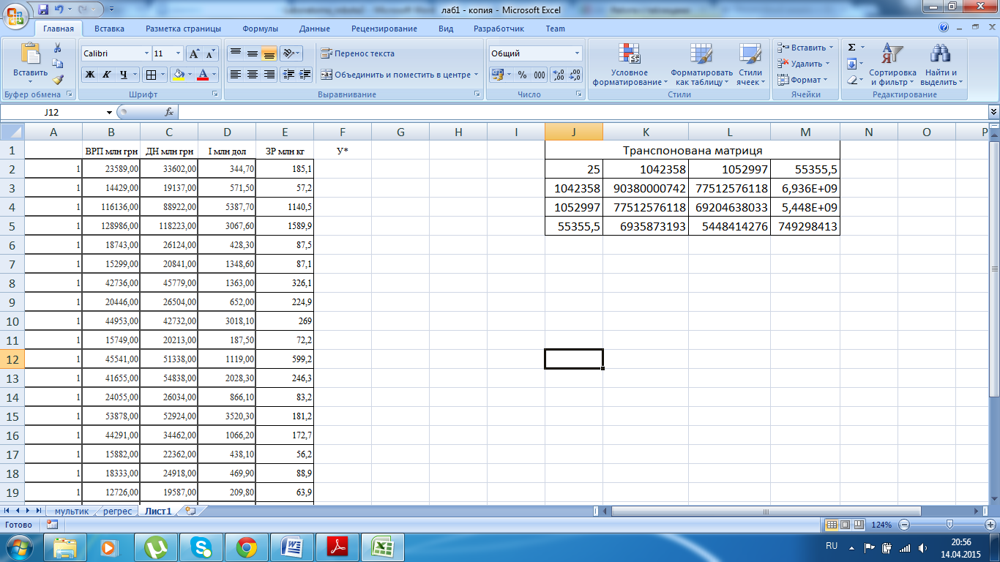 лаб1 - копия - Microsoft Excel
Главная Вставка Разметка страницы Формулы Данные Рецензирование Вид Разработчик Team
Вставить
Буфер обмена
Calibri 11
Ж К Ч
Шрифт
Перенос текста
Объединить и поместить в центре
Выравнивание
Общий
% 000
Число
Условное форматирование
Форматировать как таблицу
Стили ячеек
Стили
Вставить
Удалить
Формат
Ячейки
Σ
Сортировка и фильтр
Найти и выделить
Редактирование
J12 fx
A B C D E F G H I J K L M N O P
1 ВРП млн грн ДН млн грн І млн дол ЗР млн кг У* Транспонована матриця
2 1 23589,00 33602,00 344,70 185,1 25 1042358 1052997 55355,5
3 1 14429,00 19137,00 571,50 57,2 1042358 90380000742 77512576118 6,936E+09
4 1 116136,00 88922,00 5387,70 1140,5 1052997 77512576118 69204638033 5,448E+09
5 1 128986,00 118223,00 3067,60 1589,9 55355,5 6935873193 5448414276 749298413
6 1 18743,00 26124,00 428,30 87,5
7 1 15299,00 20841,00 1348,60 87,1
8 1 42736,00 45779,00 1363,00 326,1
9 1 20446,00 26504,00 652,00 224,9
10 1 44953,00 42732,00 3018,10 269
11 1 15749,00 20213,00 187,50 72,2
12 1 45541,00 51338,00 1119,00 599,2
13 1 41655,00 54838,00 2028,30 246,3
14 1 24055,00 26034,00 866,10 83,2
15 1 53878,00 52924,00 3520,30 181,2
16 1 44291,00 34462,00 1066,20 172,7
17 1 15882,00 22362,00 438,10 56,2
18 1 18333,00 24918,00 469,90 88,9
19 1 12726,00 19587,00 209,80 63,9
мультик регрес Лист1
Готово 124%
RU 20:56
14.04.2015